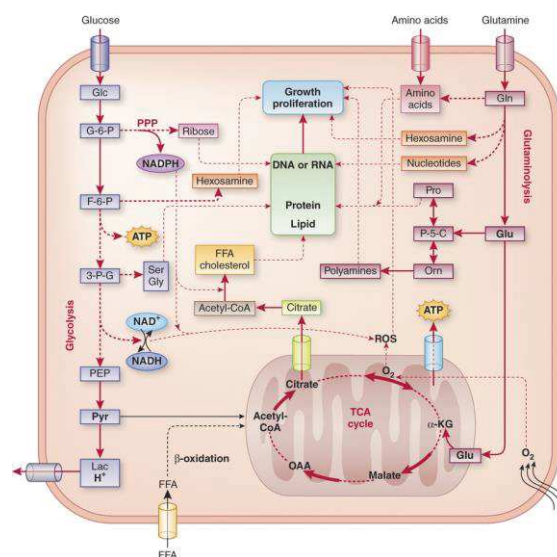 Glucose
Amino acids
Glutamine
Glc
Amino
acids
Gln
G-6-P
PPP
Ribose
NADPH
Growth
proliferation
Hexosamine
Nucleotides
Glutaminolysis
DNA or RNA
Protein
Lipid
Hexosamine
F-6-P
ATP
Pro
P-5-C
Glu
Orn
Polyamines
3-P-G
Ser
Gly
FFA
cholesterol
Acetyl-CoA
Citrate
Glycolysis
NAD+
NADH
ROS
ATP
PEP
Pyr
Lac
H+
Citrate
O2
Acetyl-
CoA
TCA
cycle
α-KG
Glu
OAA
Malate
β-oxidation
FFA
FFA
O2